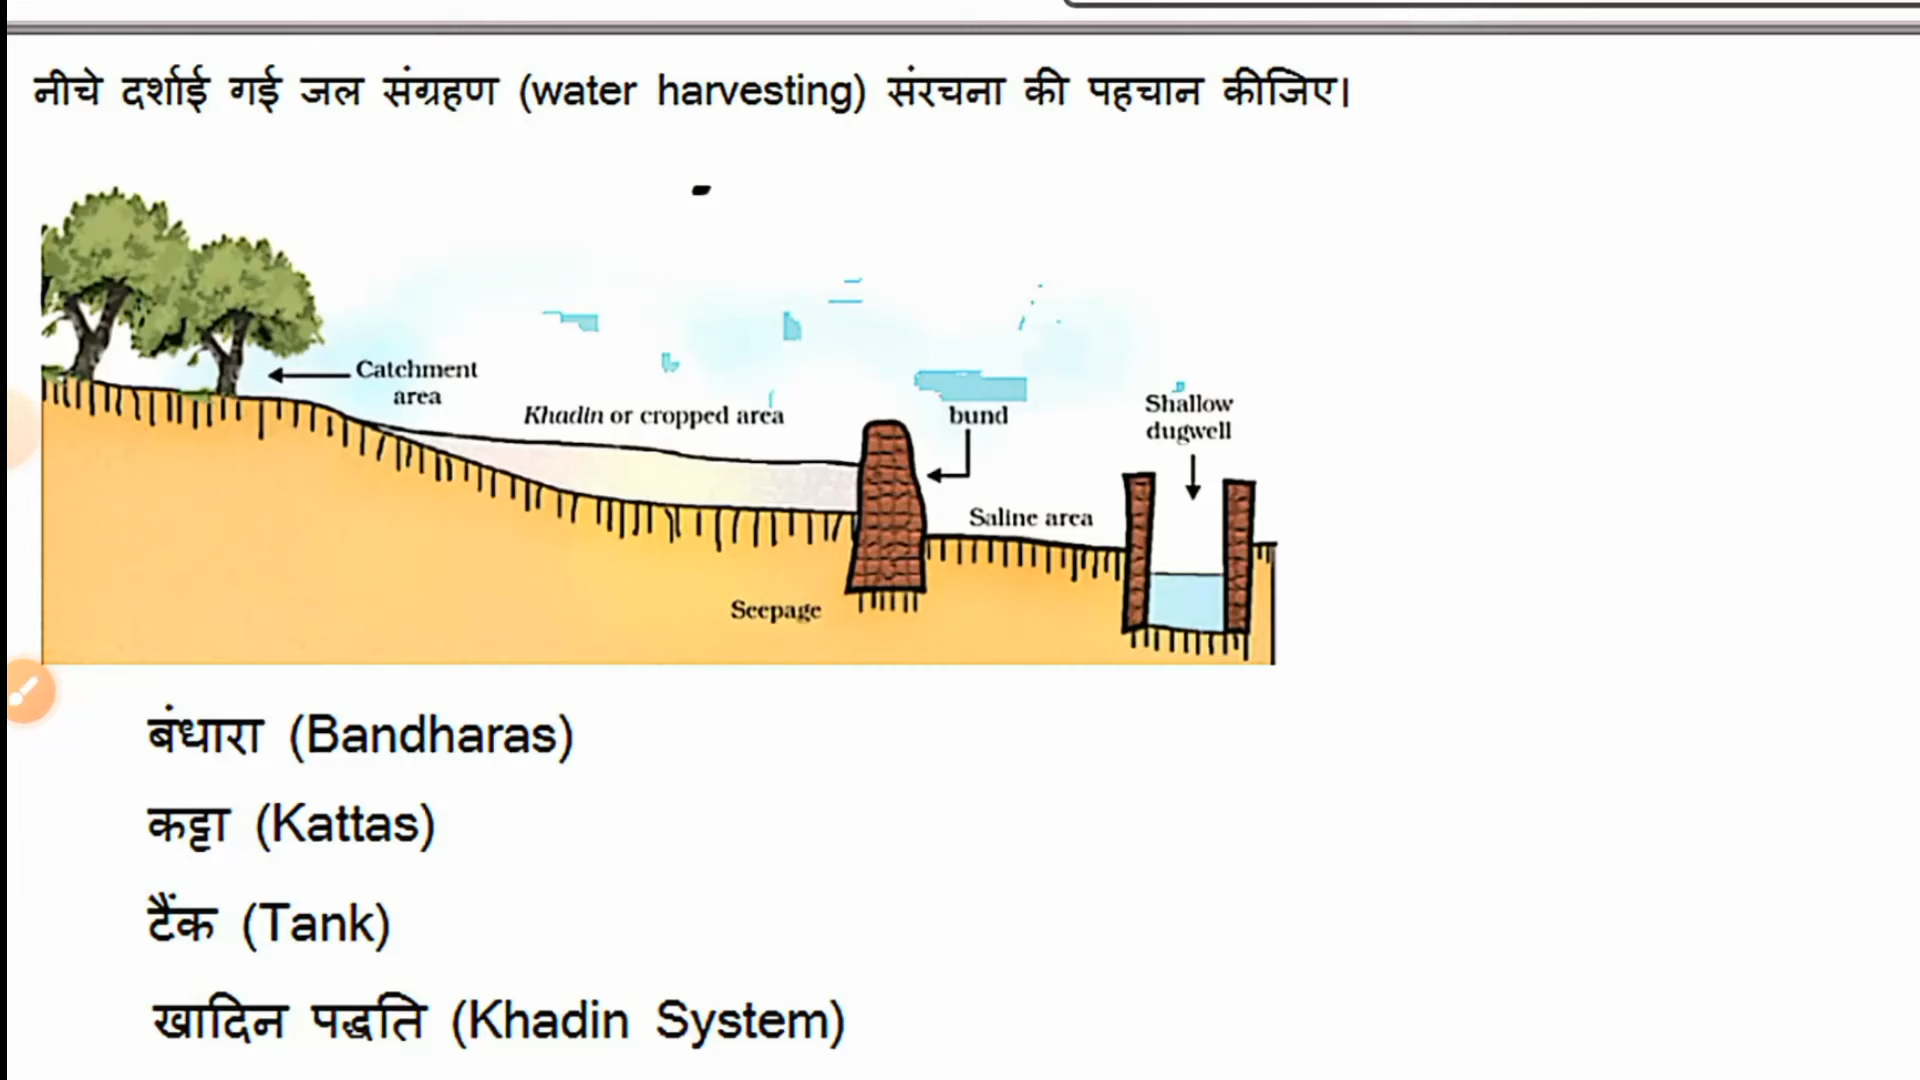 नीचे दर्शाई गई जल संग्रहण (water harvesting) संरचना की पहचान कीजिए।
Catchment
area
Khadin or cropped area
bund
Shallow
dugwell
Saline area
Seepage
बंधारा (Bandharas)
कट्टा (Kattas)
टैंक (Tank)
खादिन पद्धति (Khadin System)